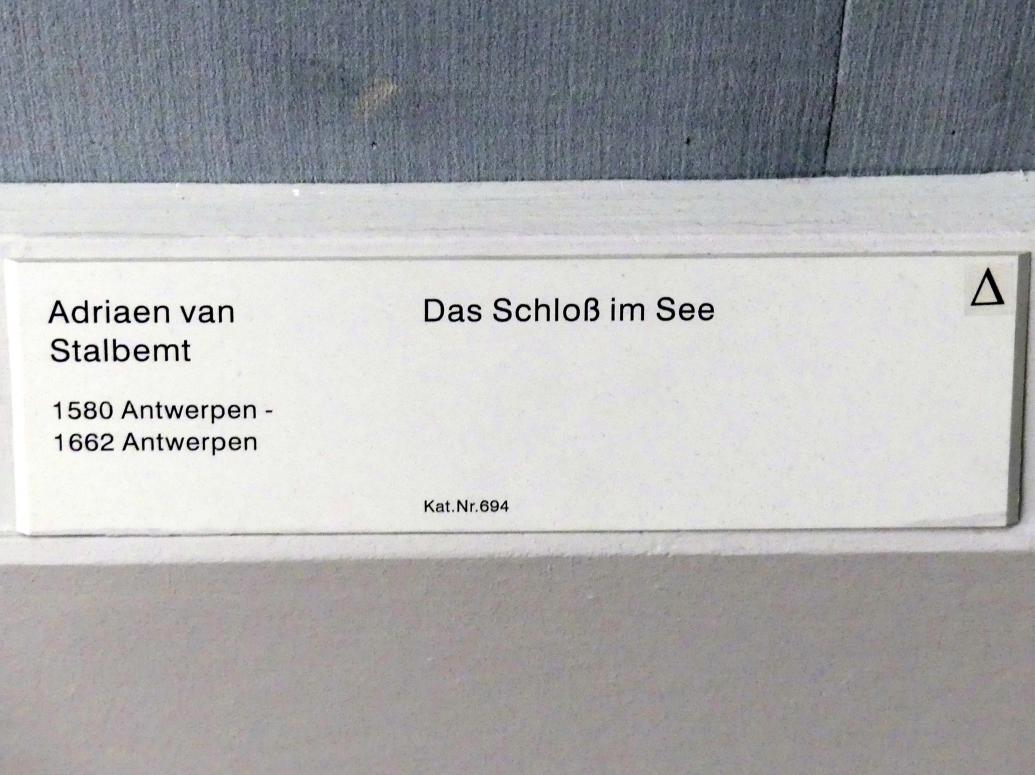 Adriaen van
Stalbemt
1580 Antwerpen -
1662 Antwerpen
Das Schloß im See
Kat.Nr.694
Δ